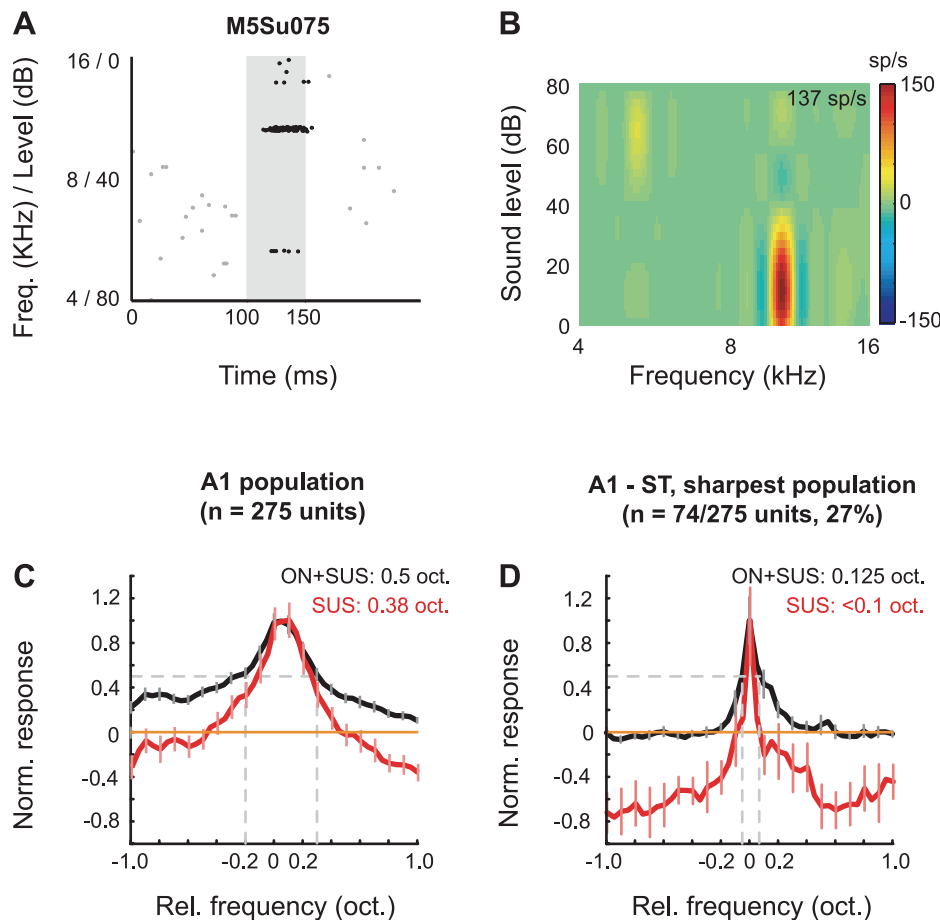 A
M5Su075
16 / 0
8 / 40
4 / 80
Freq. (KHz) / Level (dB)
0
100
150
Time (ms)
B
sp/s
137 sp/s
80
60
40
20
0
Sound level (dB)
4
8
16
Frequency (kHz)
150
0
-150
A1 population
(n = 275 units)
C
ON+SUS: 0.5 oct.
SUS: 0.38 oct.
1.2
0.8
0.4
0
-0.4
-0.8
Norm. response
-1.0
-0.2
0
0.2
1.0
Rel. frequency (oct.)
A1 - ST, sharpest population
(n = 74/275 units, 27%)
D
ON+SUS: 0.125 oct.
SUS: <0.1 oct.
1.2
0.8
0.4
0
-0.4
-0.8
Norm. response
-1.0
-0.2
0
0.2
1.0
Rel. frequency (oct.)